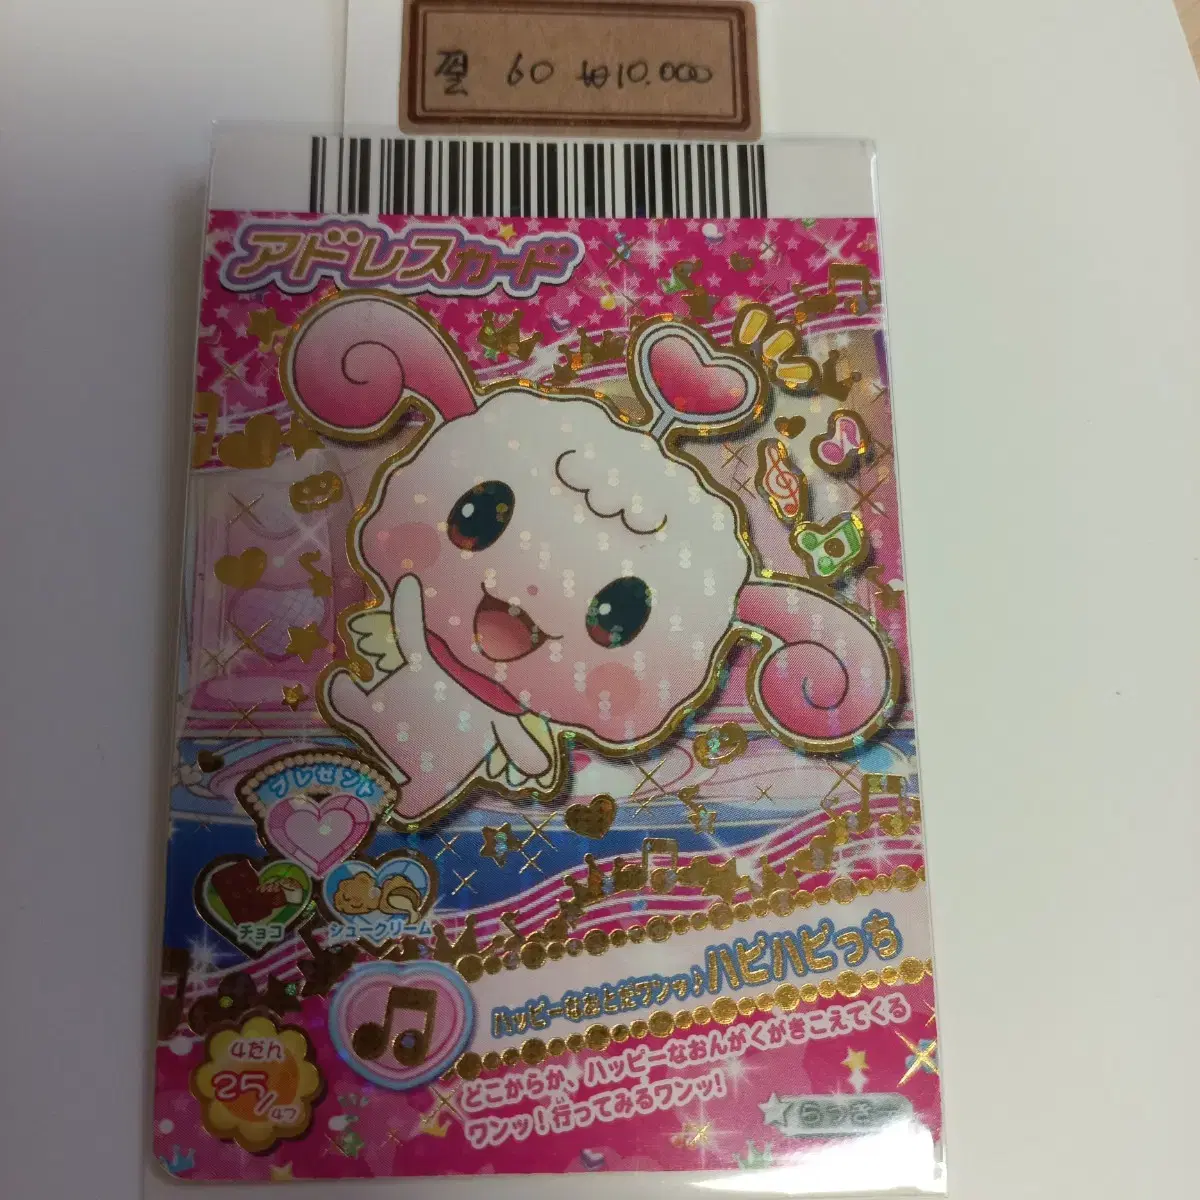 쩔 60 ₩10.000
アドレスカード
プレゼント
チョコ
シュークリーム
ハッピーなおとだワンっ♪ハピハピっち
どこからか、ハッピーなおんがくがきこえてくる
ワンッ!行ってみるワンッ!
4だん
25/47
★らっきー